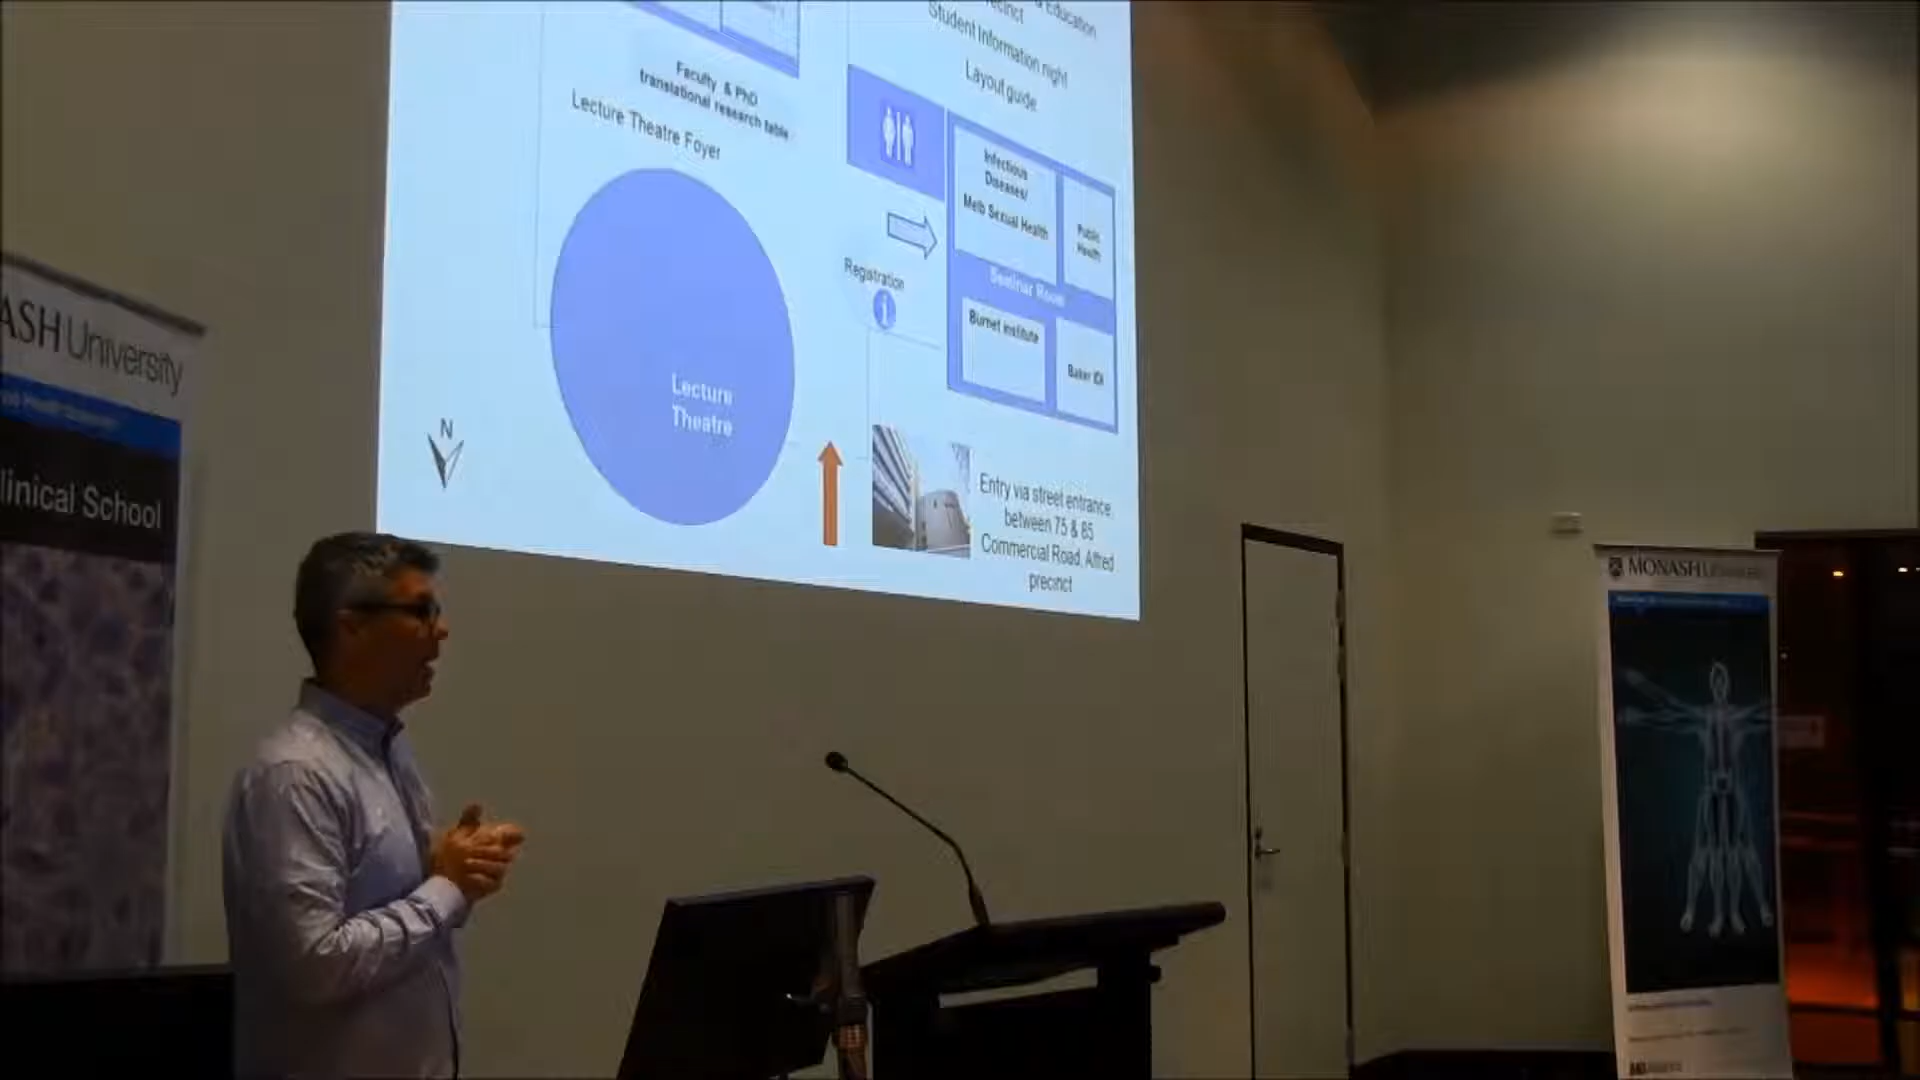 & Education
ecinct
Student Information night
Layout guide
Faculty & PhD
translational research table
Lecture Theatre Foyer
Infectious
Diseases/
Melb Sexual Health
Public
Health
Registration
i
Seminar Room
Burnet Institute
Baker IDI
Lecture
Theatre
N
Entry via street entrance,
between 75 & 85
Commercial Road, Alfred
precinct
ASH University
linical School
MONASH University